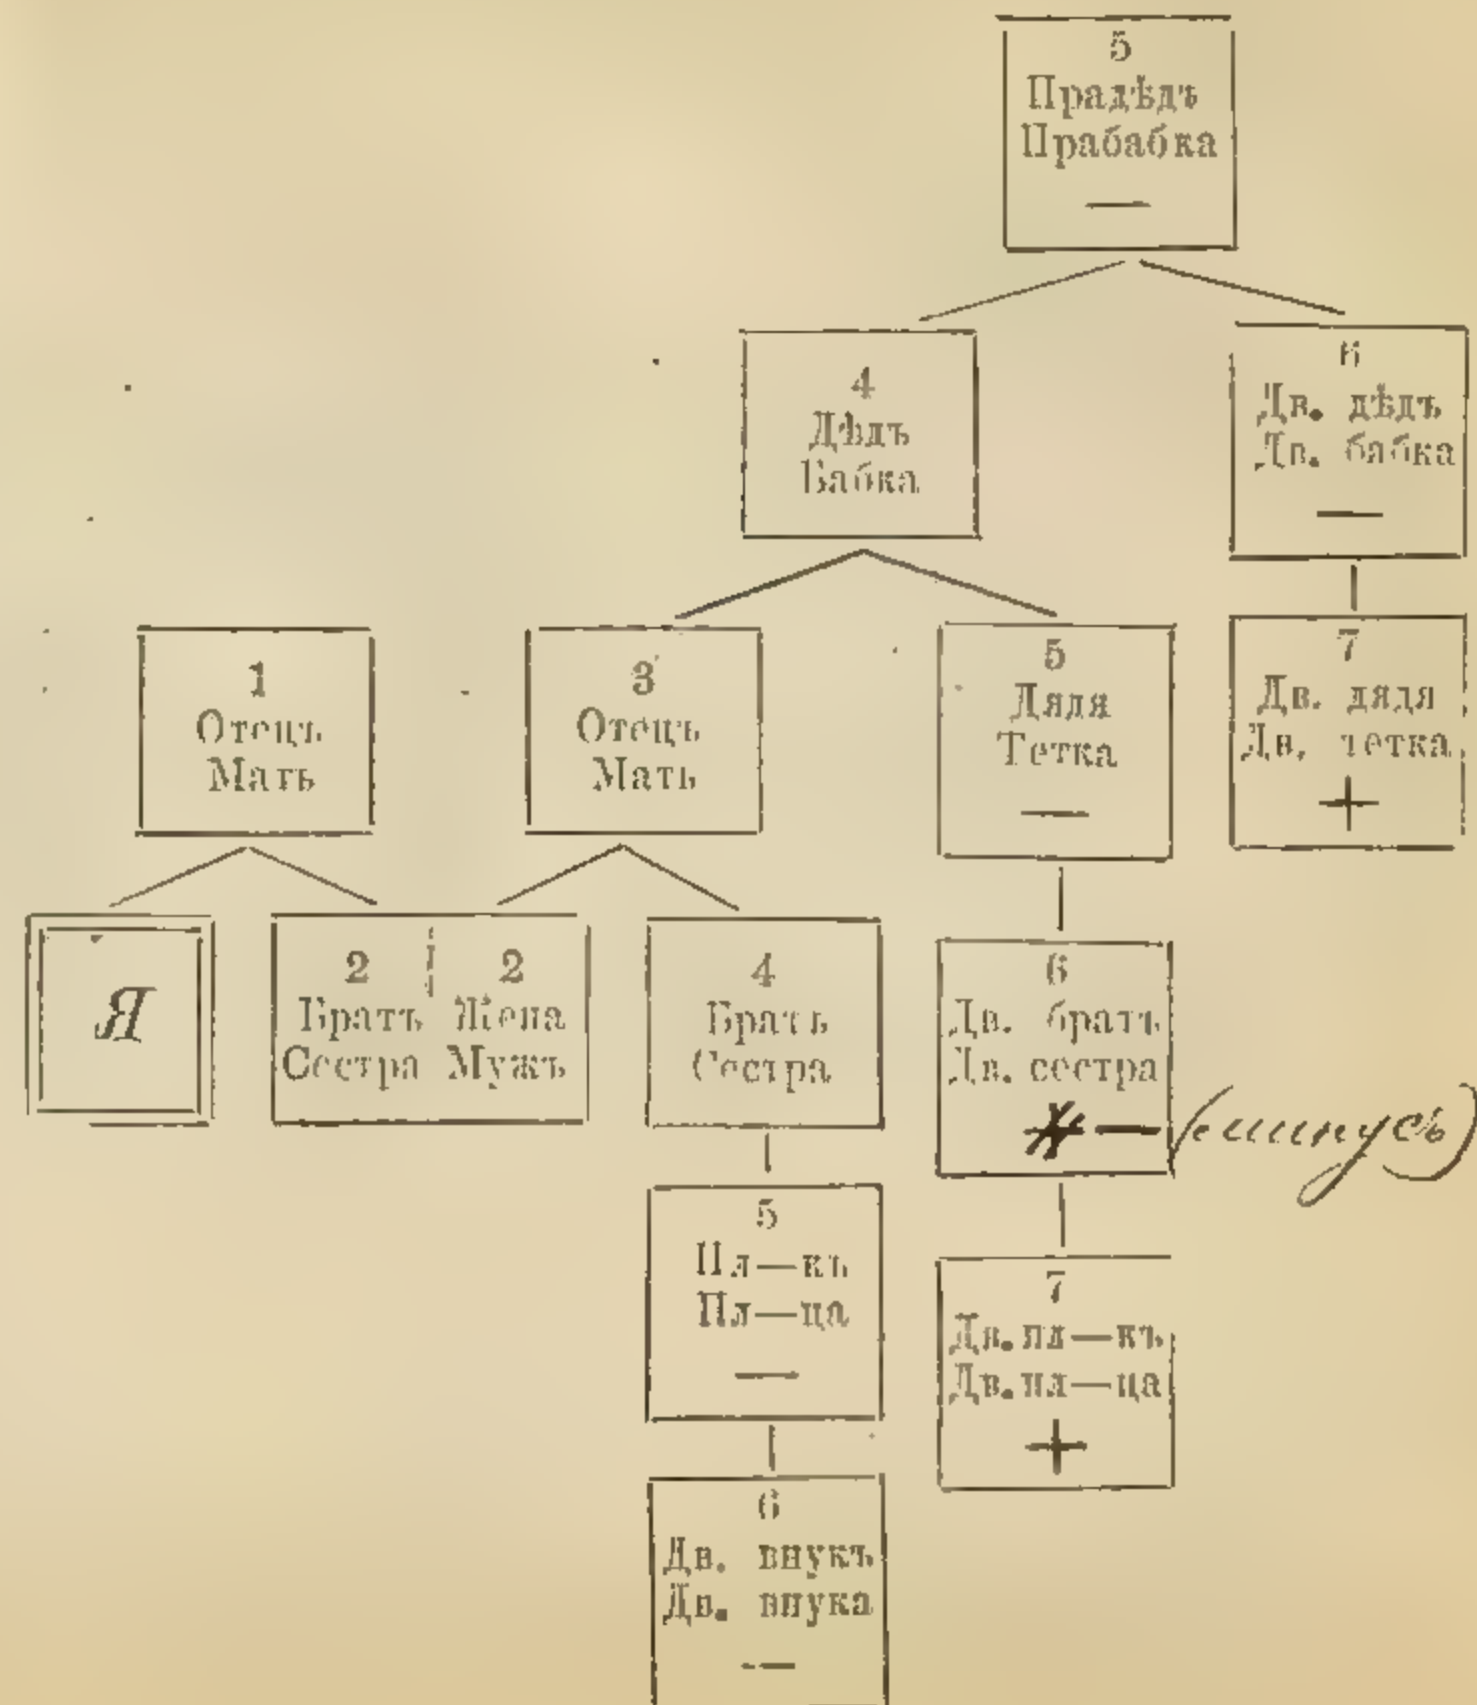 5
Прадѣдъ
Прабабка
—
4
Дѣдъ
Бабка
6
Дв. дѣдъ
Дв. бабка
—
1
Отецъ
Мать
3
Отецъ
Мать
5
Дядя
Тетка
—
7
Дв. дядя
Дв. тетка
+
Я
2
Братъ
Сестра
2
Жена
Мужъ
4
Братъ
Сестра
6
Дв. братъ
Дв. сестра
— (минусъ)
5
Пл—къ
Пл—ца
—
7
Дв. пл—къ
Дв. пл—ца
+
6
Дв. внукъ
Дв. внука
—